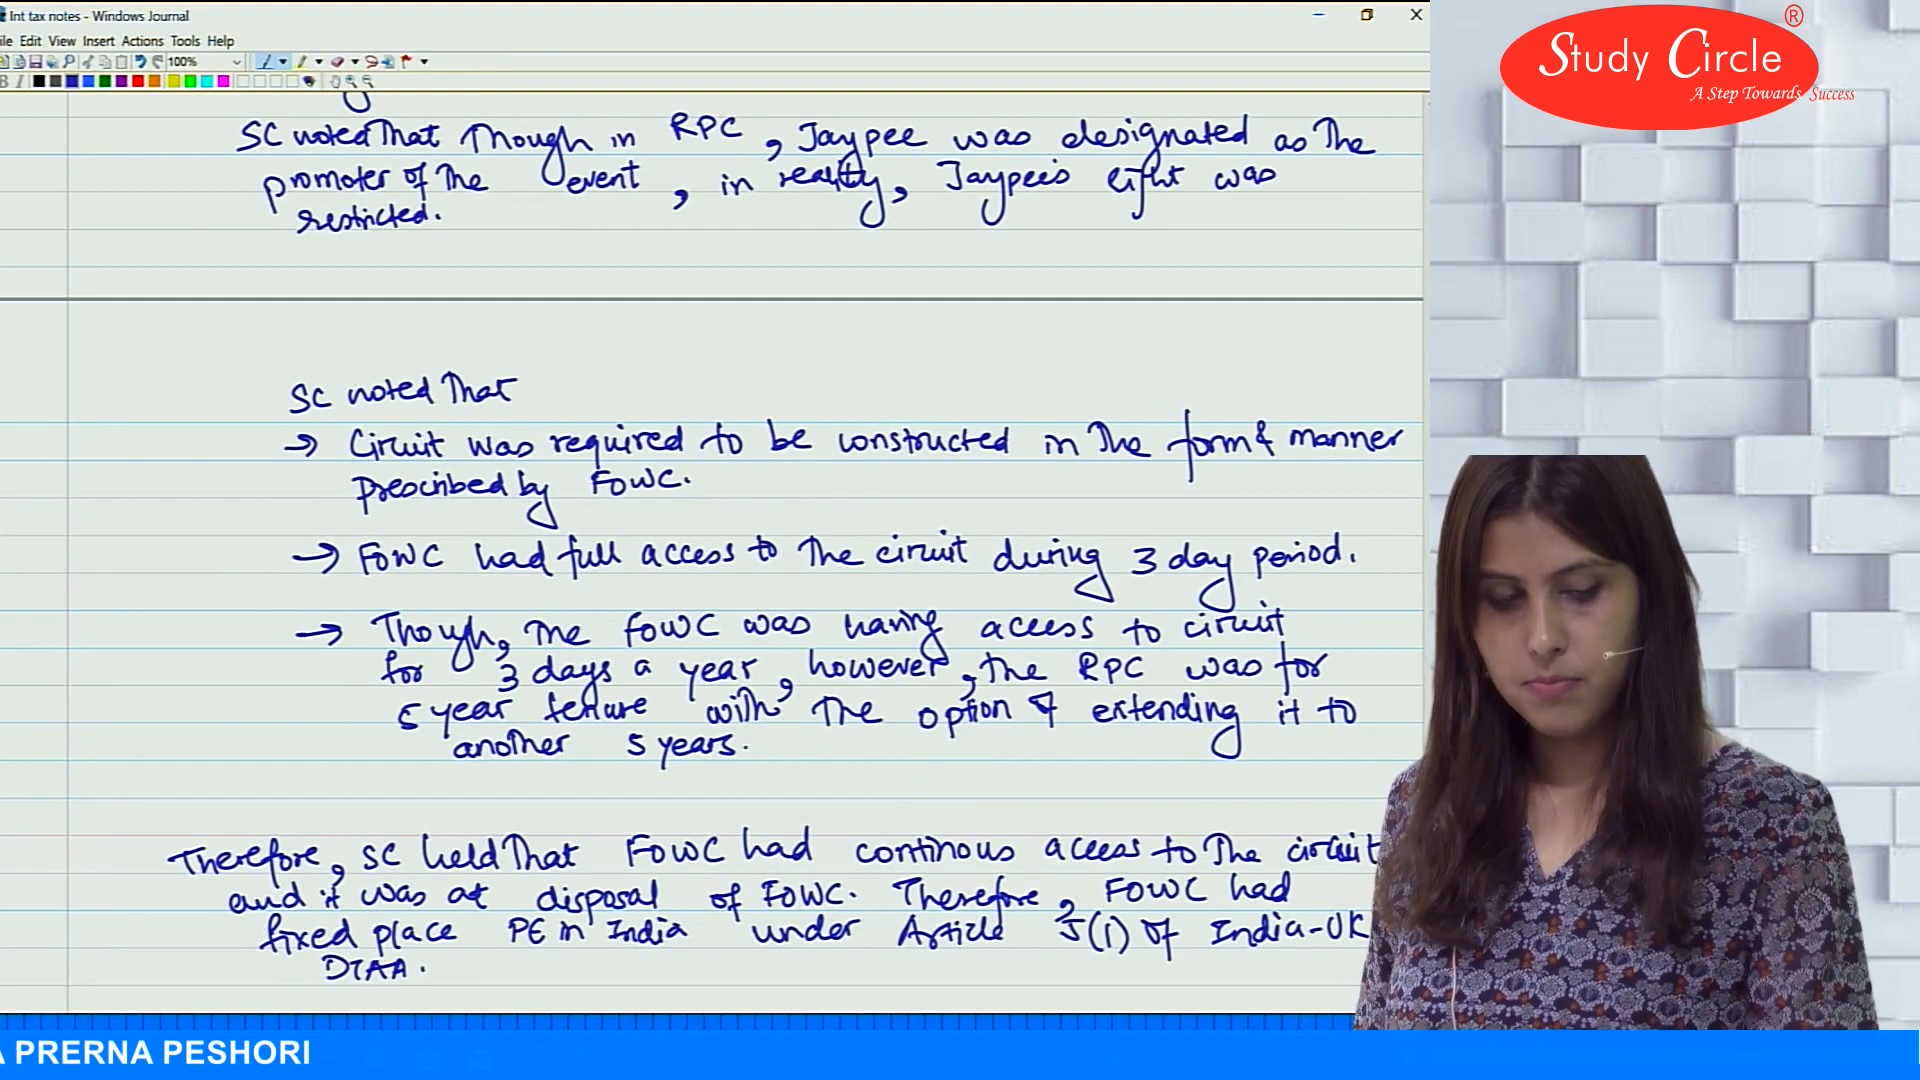 Int tax notes - Windows Journal
ile Edit View Insert Actions Tools Help
100%
B I
SC noted that though in RPC, Jaypee was designated as the
promoter of the event, in reality, Jaypee's right was
restricted.
SC noted that
→ Circuit was required to be constructed in the form & manner
prescribed by FOWC.
→ FOWC had full access to the circuit during 3 day period.
→ Though, the FOWC was having access to circuit
for 3 days a year, however, the RPC was for
5 year tenure with the option of extending it to
another 5 years.
Therefore, SC held that FOWC had continous access to the circuit
and it was at disposal of FOWC. Therefore, FOWC had
fixed place PE in India under Article 5(1) of India-UK
DTAA.
Study Circle ®
A Step Towards Success
A PRERNA PESHORI